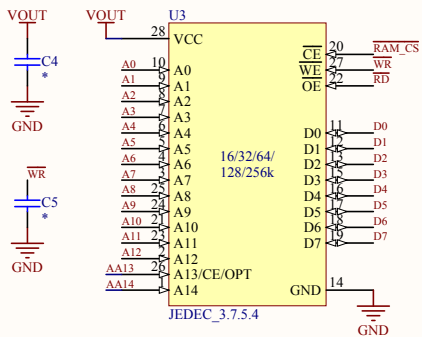 VOUT
VOUT
U3
28
VCC
C4
*
GND
CE
20
RAM_CS
WE
27
WR
OE
22
RD
A0
10
A0
A1
9
A1
A2
8
A2
A3
7
A3
A4
6
A4
A5
5
A5
A6
4
A6
A7
3
A7
A8
25
A8
A9
24
A9
A10
21
A10
A11
23
A11
A12
2
A12
AA13
26
A13/CE/OPT
AA14
1
A14
16/32/64/
128/256k
D0
11
D0
D1
12
D1
D2
13
D2
D3
15
D3
D4
16
D4
D5
17
D5
D6
18
D6
D7
19
D7
WR
C5
*
GND
GND
14
GND
JEDEC_3.7.5.4